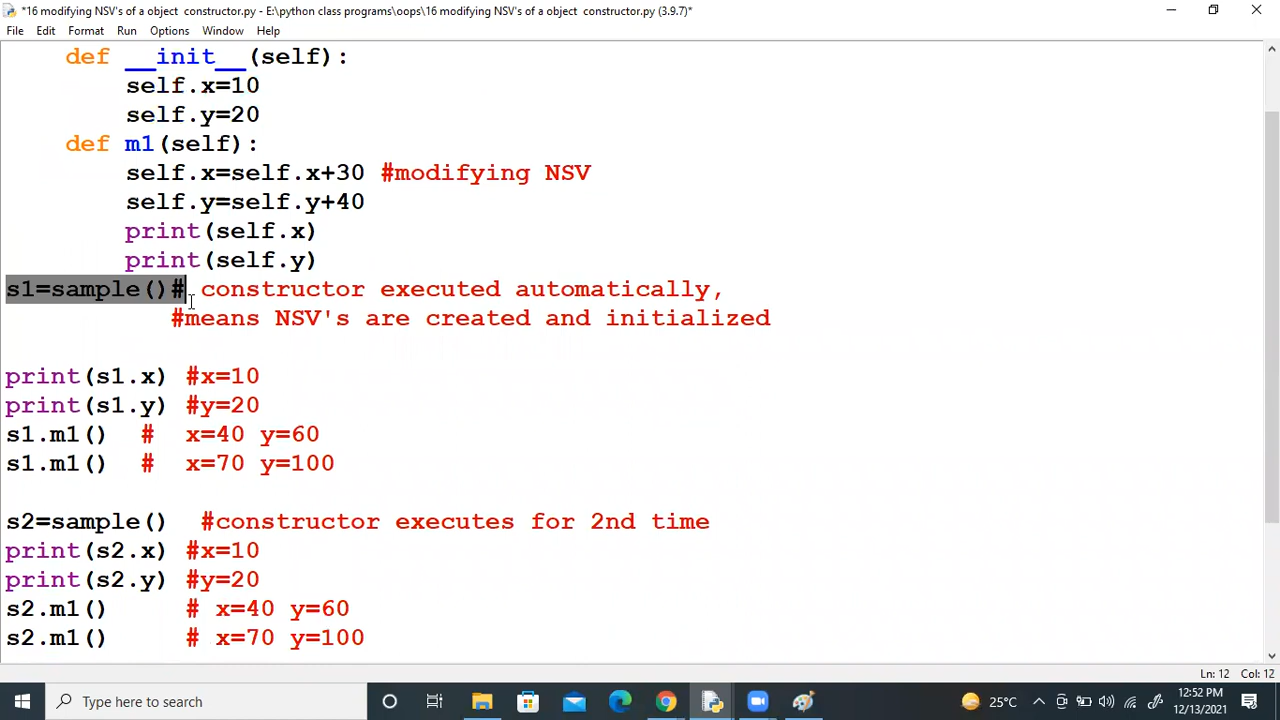 *16 modifying NSV's of a object  constructor.py - E:\python class programs\oops\16 modifying NSV's of a object  constructor.py (3.9.7)*
File Edit Format Run Options Window Help
def __init__(self):
self.x=10
self.y=20
def m1(self):
self.x=self.x+30 #modifying NSV
self.y=self.y+40
print(self.x)
print(self.y)
s1=sample()# constructor executed automatically,
#means NSV's are created and initialized
print(s1.x) #x=10
print(s1.y) #y=20
s1.m1()  #  x=40 y=60
s1.m1()  #  x=70 y=100
s2=sample()  #constructor executes for 2nd time
print(s2.x) #x=10
print(s2.y) #y=20
s2.m1()     # x=40 y=60
s2.m1()     # x=70 y=100
Ln: 12 Col: 12
Type here to search
25°C
12:52 PM
12/13/2021